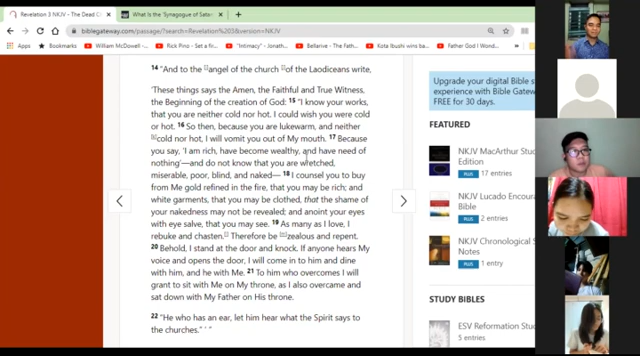 Revelation 3 NKJV - "The Dead C
What Is the 'Synagogue of Sata
biblegateway.com/passage/?search=Revelation%203&version=NKJV
Apps
Bookmarks
William McDowell -...
Rick Pino - Set a fi
"Intimacy" - Jonath...
Bellarive - The Fath...
Kota Ibushi wins b...
Father God I Wond...
14 "And to the angel of the church of the Laodiceans write,
'These things says the Amen, the Faithful and True Witness,
the Beginning of the creation of God: 15 "I know your works,
that you are neither cold nor hot. I could wish you were cold
or hot. 16 So then, because you are lukewarm, and neither
cold nor hot, I will vomit you out of My mouth. 17 Because
you say, 'I am rich, have become wealthy, and have need of
nothing'—and do not know that you are wretched,
miserable, poor, blind, and naked— 18 I counsel you to buy
from Me gold refined in the fire, that you may be rich; and
white garments, that you may be clothed, that the shame of
your nakedness may not be revealed; and anoint your eyes
with eye salve, that you may see. 19 As many as I love, I
rebuke and chasten. Therefore be zealous and repent.
20 Behold, I stand at the door and knock. If anyone hears My
voice and opens the door, I will come in to him and dine
with him, and he with Me. 21 To him who overcomes I will
grant to sit with Me on My throne, as I also overcame and
sat down with My Father on His throne.
22 "He who has an ear, let him hear what the Spirit says to
the churches." ' "
Upgrade your digital Bible s
experience with Bible Gatew
FREE for 30 days.
FEATURED
NKJV MacArthur Stud
Edition
PLUS 17 entries
NKJV Lucado Encoura
Bible
PLUS 2 entries
NKJV Chronological S
Notes
PLUS 1 entry
STUDY BIBLES
ESV Reformation Stud
5 entries